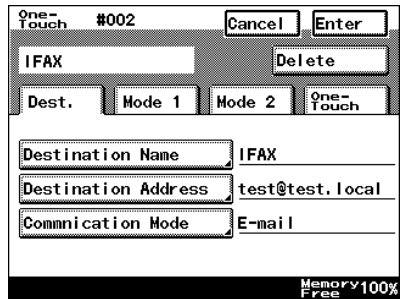 One-Touch #002 Cancel Enter
IFAX Delete
Dest. Mode 1 Mode 2 One-Touch
Destination Name IFAX
Destination Address test@test.local
Commnication Mode E-mail
Memory Free 100%